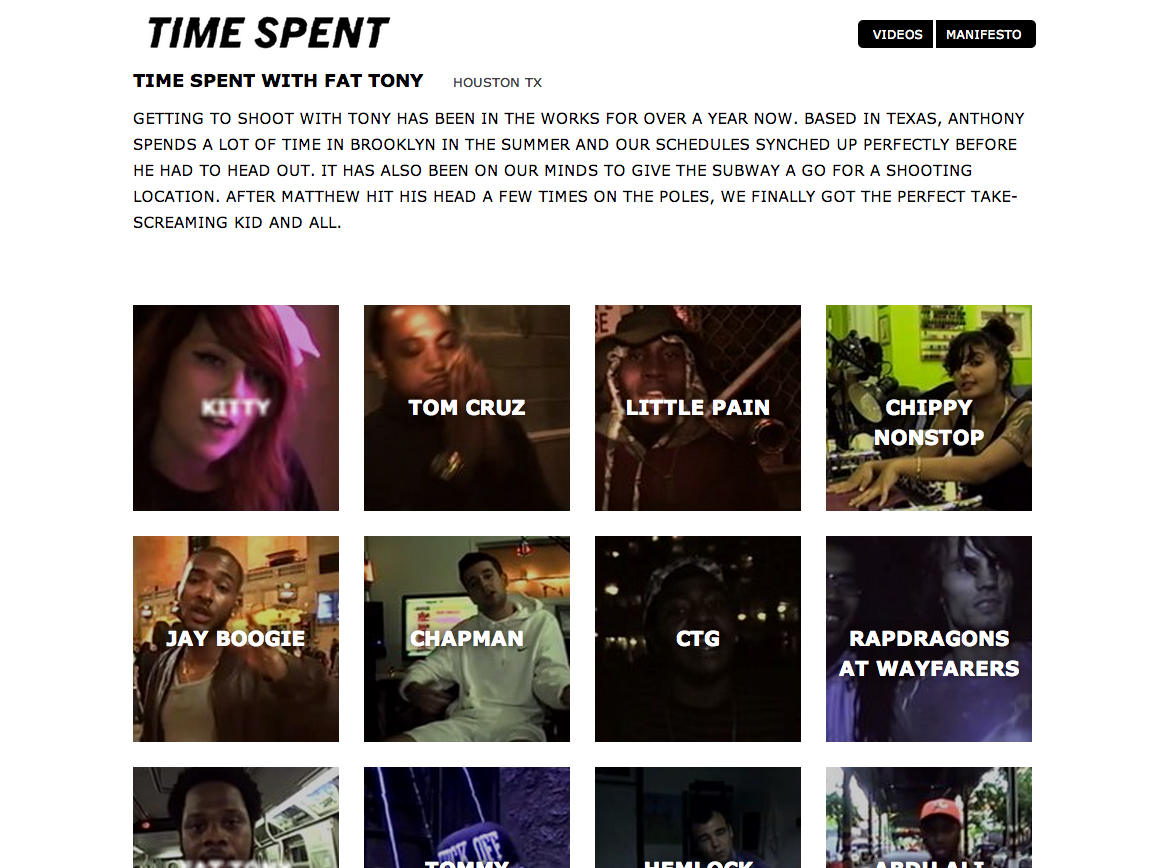 TIME SPENT
VIDEOS
MANIFESTO
TIME SPENT WITH FAT TONY
HOUSTON TX
GETTING TO SHOOT WITH TONY HAS BEEN IN THE WORKS FOR OVER A YEAR NOW. BASED IN TEXAS, ANTHONY
SPENDS A LOT OF TIME IN BROOKLYN IN THE SUMMER AND OUR SCHEDULES SYNCHED UP PERFECTLY BEFORE
HE HAD TO HEAD OUT. IT HAS ALSO BEEN ON OUR MINDS TO GIVE THE SUBWAY A GO FOR A SHOOTING
LOCATION. AFTER MATTHEW HIT HIS HEAD A FEW TIMES ON THE POLES, WE FINALLY GOT THE PERFECT TAKE-
SCREAMING KID AND ALL.
KITTY
TOM CRUZ
LITTLE PAIN
CHIPPY
NONSTOP
JAY BOOGIE
CHAPMAN
CTG
RAPDRAGONS
AT WAYFARERS
FAT TONY
TOMMY
HEMLOCK
ABDU ALI